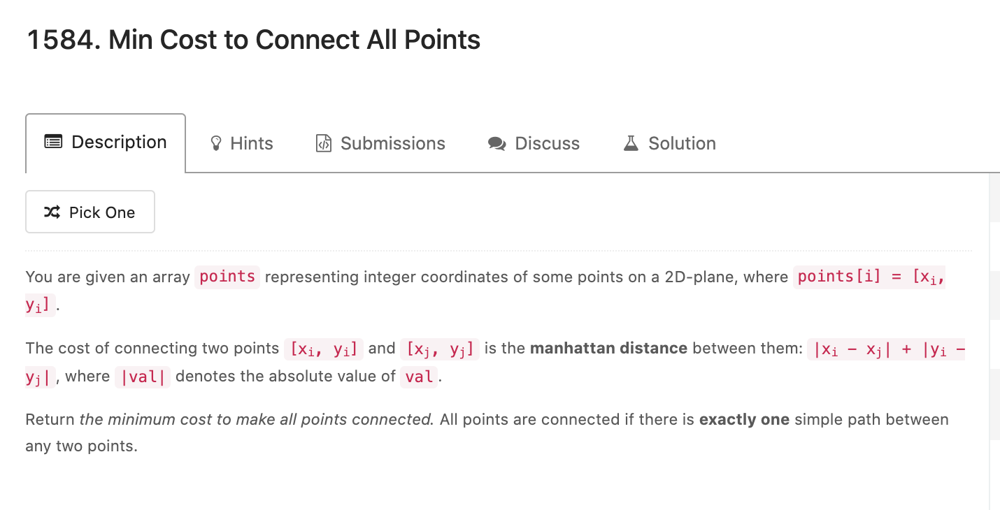 1584. Min Cost to Connect All Points
Description Hints Submissions Discuss Solution
Pick One
You are given an array points representing integer coordinates of some points on a 2D-plane, where points[i] = [xi,
yi].
The cost of connecting two points [xi, yi] and [xj, yj] is the manhattan distance between them: |xi − xj| + |yi −
yj|, where |val| denotes the absolute value of val.
Return the minimum cost to make all points connected. All points are connected if there is exactly one simple path between
any two points.